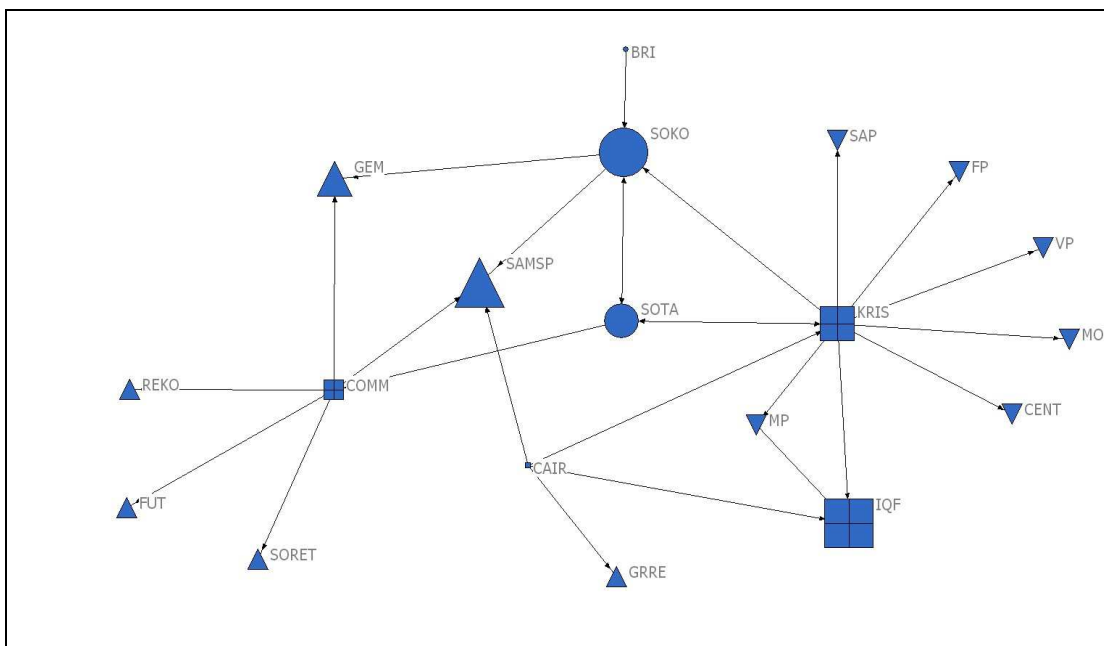 BRI
SOKO
SAP
GEM
FP
VP
SAMSP
SOTA
KRIS
MO
REKO
COMM
CENT
MP
CAIR
FUT
IQF
SORET
GRRE